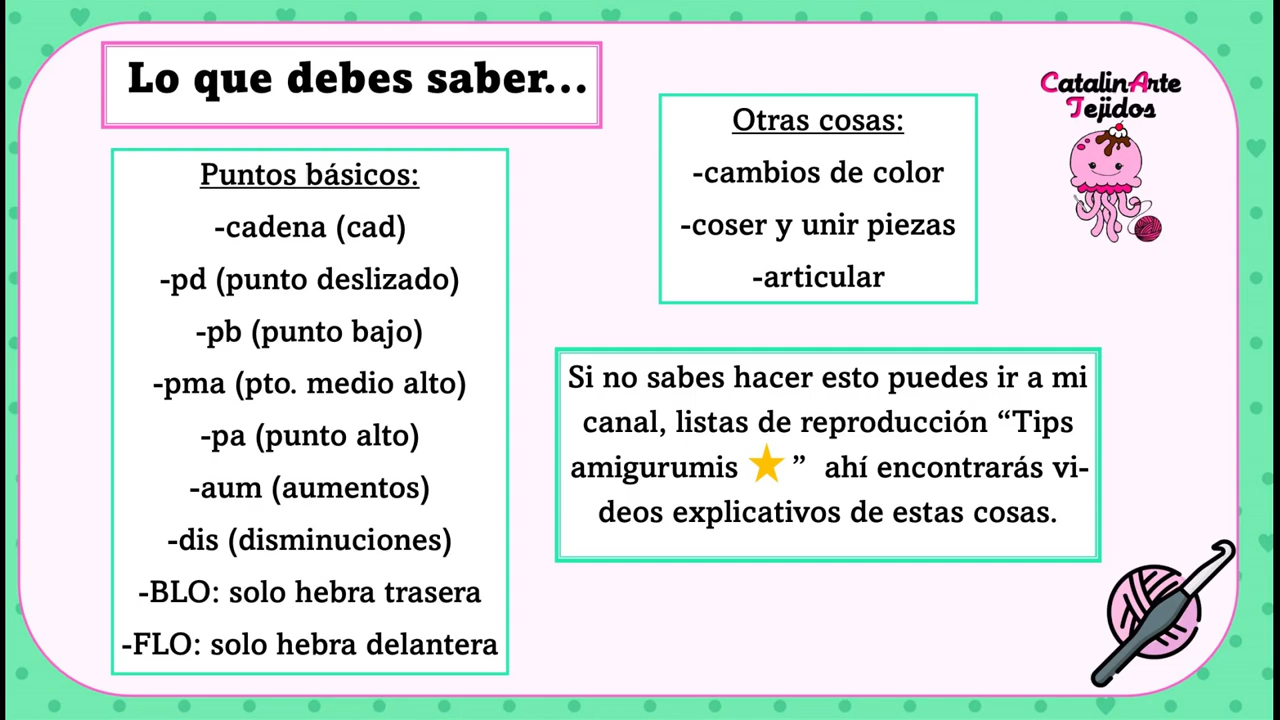 Lo que debes saber...
Puntos básicos:
-cadena (cad)
-pd (punto deslizado)
-pb (punto bajo)
-pma (pto. medio alto)
-pa (punto alto)
-aum (aumentos)
-dis (disminuciones)
-BLO: solo hebra trasera
-FLO: solo hebra delantera
Otras cosas:
-cambios de color
-coser y unir piezas
-articular
CatalinArte
Tejidos
Si no sabes hacer esto puedes ir a mi
canal, listas de reproducción “Tips
amigurumis ⭐” ahí encontrarás vi-
deos explicativos de estas cosas.